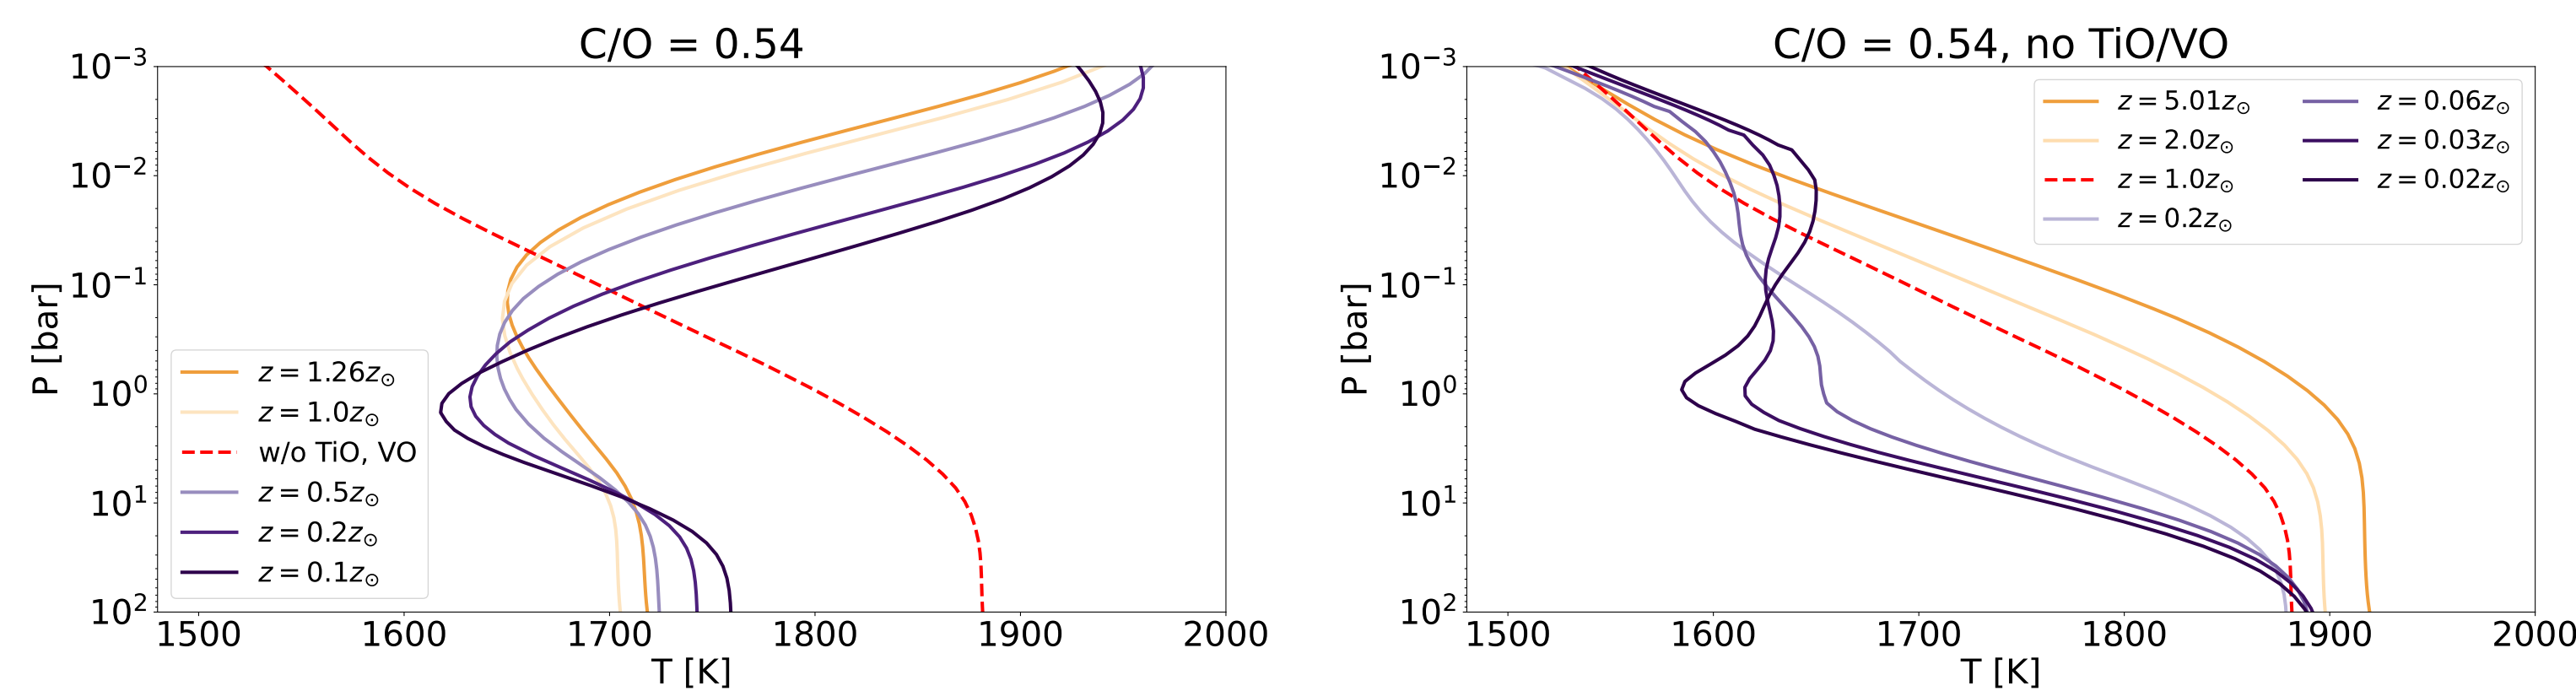 C/O = 0.54
10⁻³
10⁻²
10⁻¹
10⁰
10¹
10²
P [bar]
z = 1.26z⊙
z = 1.0z⊙
w/o TiO, VO
z = 0.5z⊙
z = 0.2z⊙
z = 0.1z⊙
1500 1600 1700 1800 1900 2000
T [K]
C/O = 0.54, no TiO/VO
10⁻³
10⁻²
10⁻¹
10⁰
10¹
10²
P [bar]
z = 5.01z⊙ z = 0.06z⊙
z = 2.0z⊙ z = 0.03z⊙
z = 1.0z⊙ z = 0.02z⊙
z = 0.2z⊙
1500 1600 1700 1800 1900 2000
T [K]